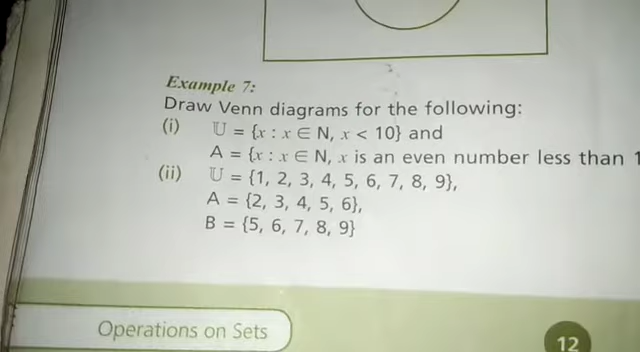 Example 7:
Draw Venn diagrams for the following:
(i) 𝕌 = {x : x ∈ N, x < 10} and
A = {x : x ∈ N, x is an even number less than 1
(ii) 𝕌 = {1, 2, 3, 4, 5, 6, 7, 8, 9},
A = {2, 3, 4, 5, 6},
B = {5, 6, 7, 8, 9}
Operations on Sets
12